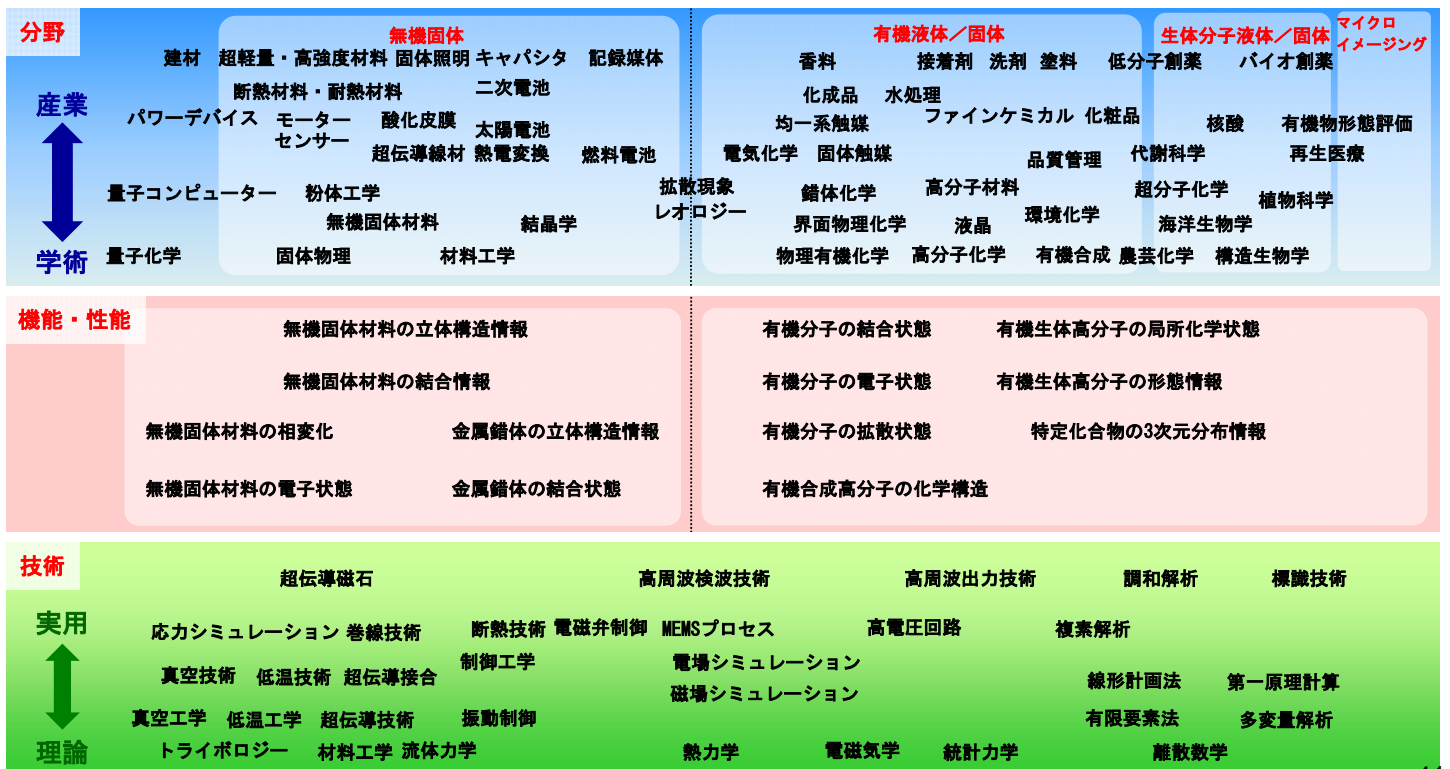 分野
無機固体
有機液体／固体
生体分子液体／固体
マイクロ
イメージング
産業
学術
建材
超軽量・高強度材料
固体照明
キャパシタ
記録媒体
断熱材料・耐熱材料
二次電池
パワーデバイス
モーター
センサー
酸化皮膜
太陽電池
超伝導線材
熱電変換
燃料電池
量子コンピューター
粉体工学
無機固体材料
結晶学
量子化学
固体物理
材料工学
拡散現象
レオロジー
香料
接着剤
洗剤
塗料
低分子創薬
バイオ創薬
化成品
水処理
均一系触媒
ファインケミカル
化粧品
核酸
有機物形態評価
電気化学
固体触媒
品質管理
代謝科学
再生医療
錯体化学
高分子材料
超分子化学
植物科学
界面物理化学
液晶
環境化学
海洋生物学
物理有機化学
高分子化学
有機合成
農芸化学
構造生物学
機能・性能
無機固体材料の立体構造情報
無機固体材料の結合情報
無機固体材料の相変化
金属錯体の立体構造情報
無機固体材料の電子状態
金属錯体の結合状態
有機分子の結合状態
有機生体高分子の局所化学状態
有機分子の電子状態
有機生体高分子の形態情報
有機分子の拡散状態
特定化合物の3次元分布情報
有機合成高分子の化学構造
技術
実用
理論
超伝導磁石
高周波検波技術
高周波出力技術
調和解析
標識技術
応力シミュレーション
巻線技術
断熱技術
電磁弁制御
MEMSプロセス
高電圧回路
複素解析
制御工学
電場シミュレーション
真空技術
低温技術
超伝導接合
磁場シミュレーション
線形計画法
第一原理計算
真空工学
低温工学
超伝導技術
振動制御
有限要素法
多変量解析
トライボロジー
材料工学
流体力学
熱力学
電磁気学
統計力学
離散数学